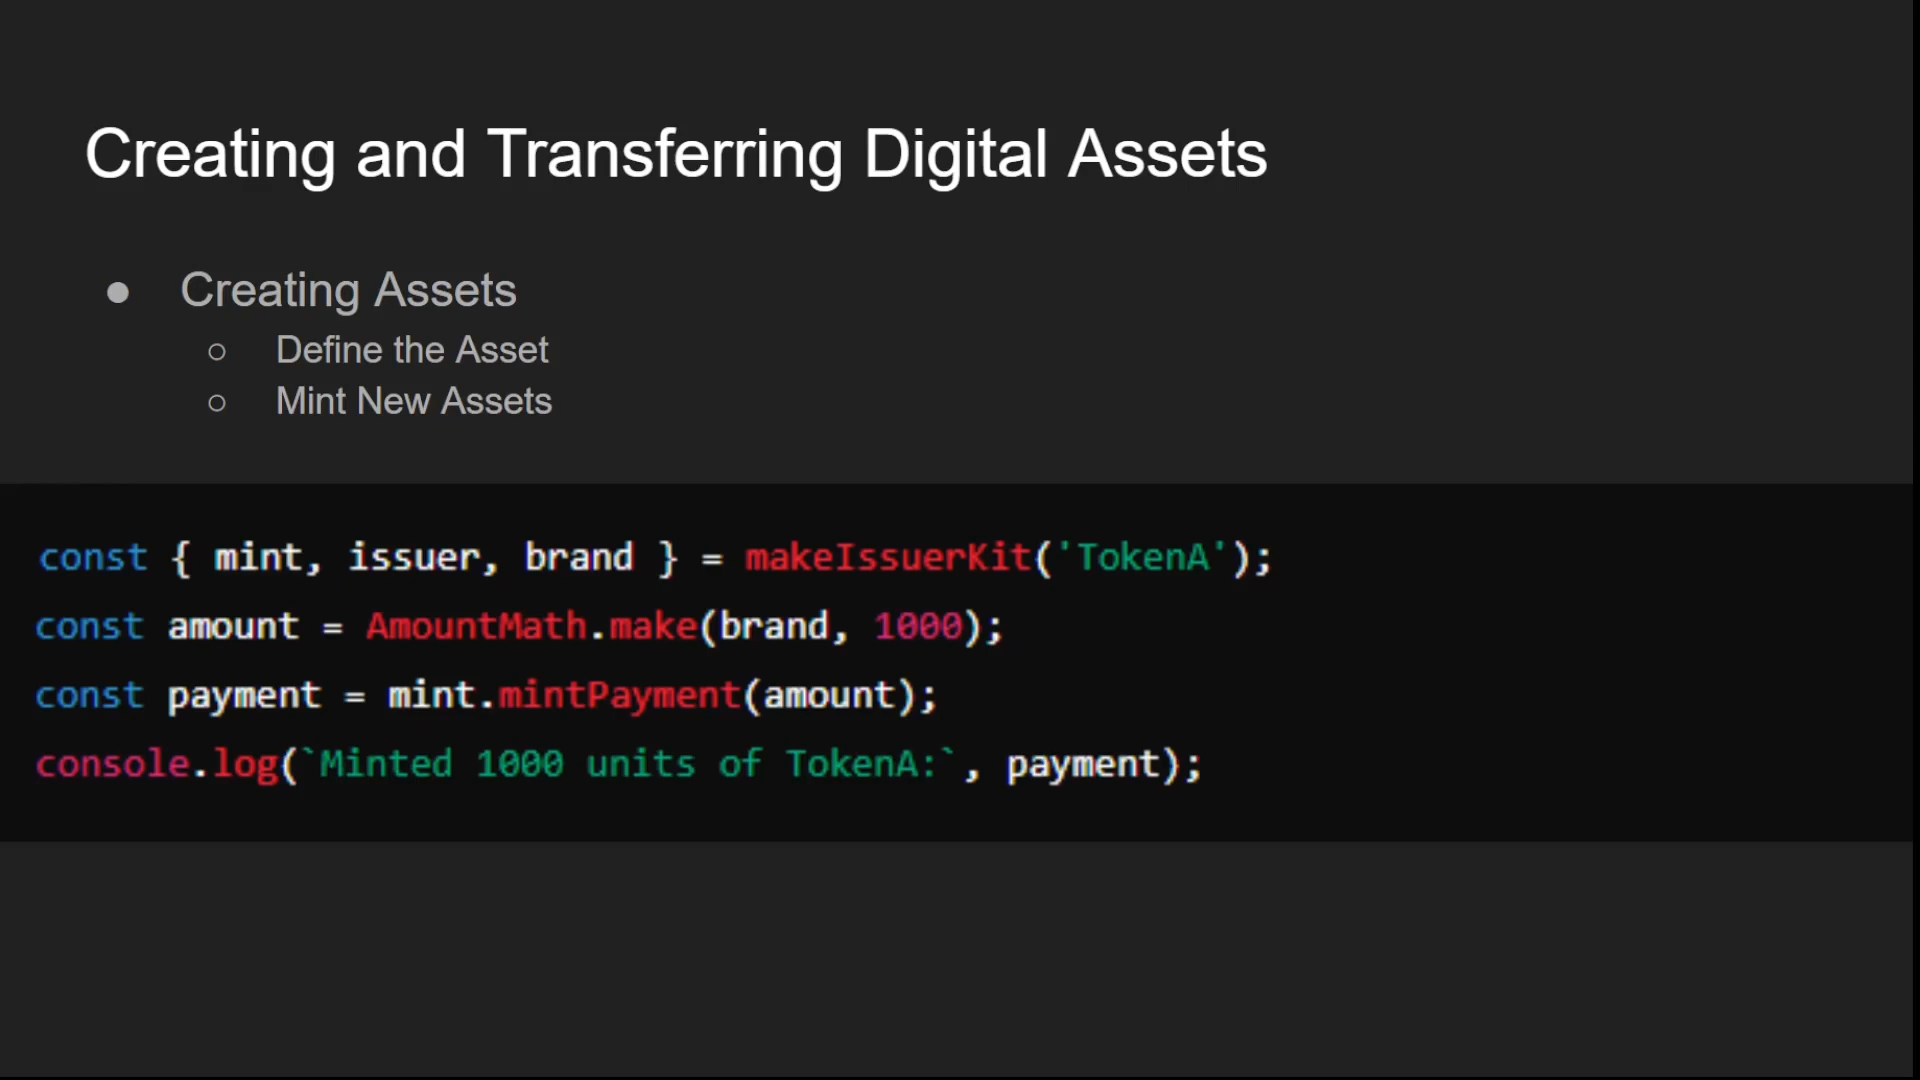 Creating and Transferring Digital Assets
● Creating Assets
○ Define the Asset
○ Mint New Assets
const { mint, issuer, brand } = makeIssuerKit('TokenA');
const amount = AmountMath.make(brand, 1000);
const payment = mint.mintPayment(amount);
console.log(`Minted 1000 units of TokenA:`, payment);